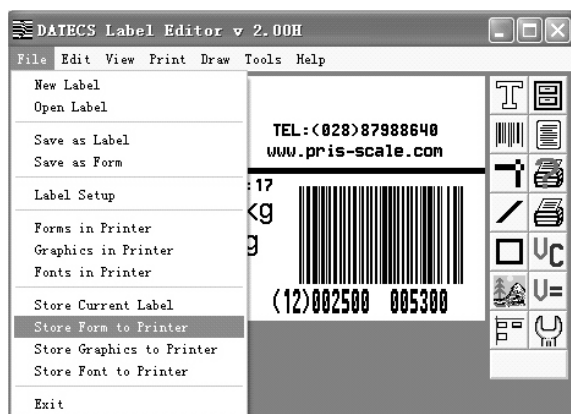 DATECS Label Editor v 2.00H
File Edit View Print Draw Tools Help
New Label
Open Label
Save as Label
Save as Form
Label Setup
Forms in Printer
Graphics in Printer
Fonts in Printer
Store Current Label
Store Form to Printer
Store Graphics to Printer
Store Font to Printer
Exit
TEL:(028)87988640
www.pris-scale.com
:17
kg
g
(12)002500 005300
T
VC
V=